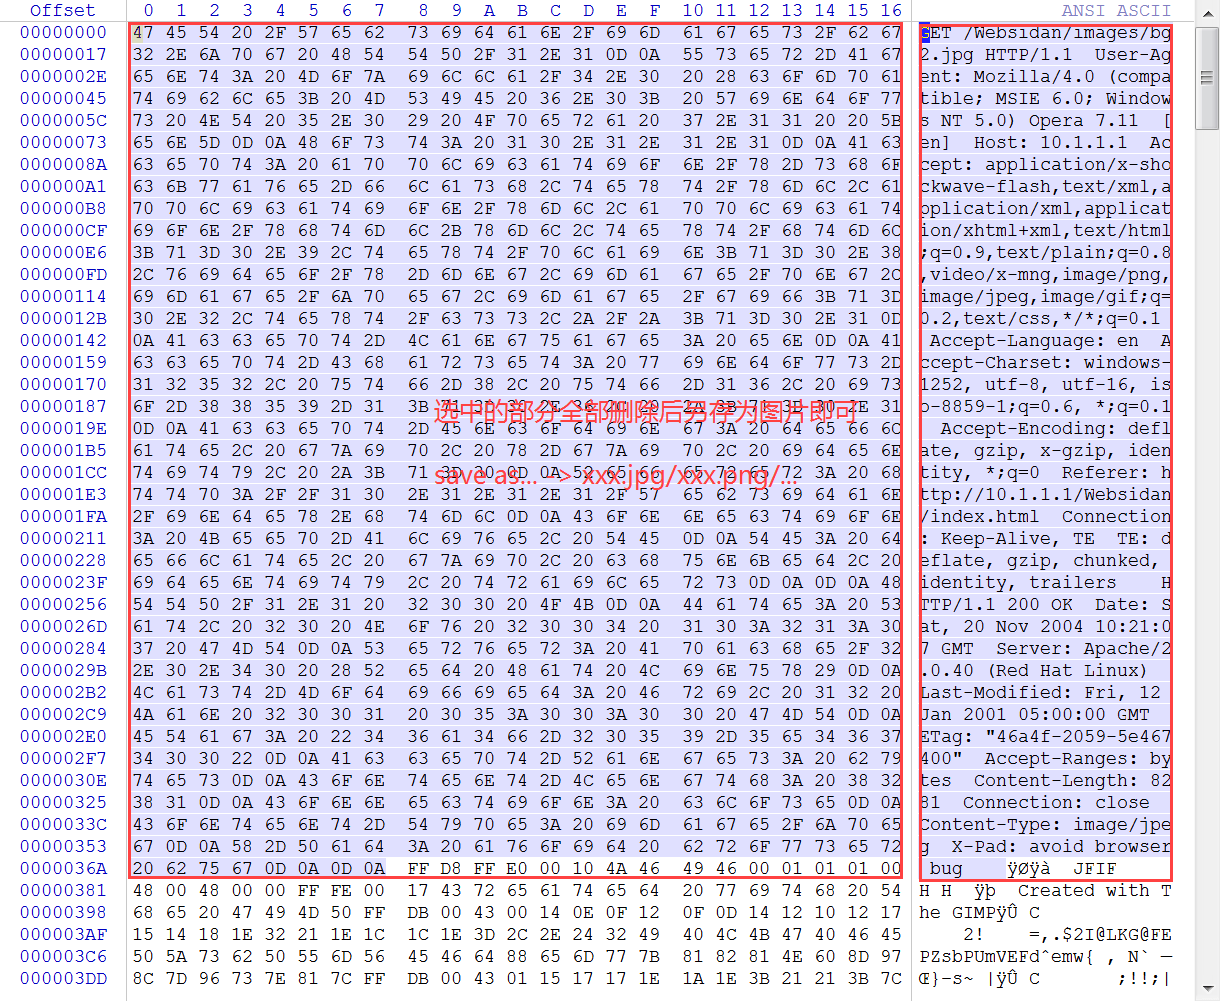 Offset 0 1 2 3 4 5 6 7 8 9 A B C D E F 10 11 12 13 14 15 16 ANSI ASCII
00000000 47 45 54 20 2F 57 65 62 73 69 64 61 6E 2F 69 6D 61 67 65 73 2F 62 67 GET /Websidan/images/bg
00000017 32 2E 6A 70 67 20 48 54 54 50 2F 31 2E 31 0D 0A 55 73 65 72 2D 41 67 2.jpg HTTP/1.1 User-Ag
0000002E 65 6E 74 3A 20 4D 6F 7A 69 6C 6C 61 2F 34 2E 30 20 28 63 6F 6D 70 61 ent: Mozilla/4.0 (compa
00000045 74 69 62 6C 65 3B 20 4D 53 49 45 20 36 2E 30 3B 20 57 69 6E 64 6F 77 tible; MSIE 6.0; Window
0000005C 73 20 4E 54 20 35 2E 30 29 20 4F 70 65 72 61 20 37 2E 31 31 20 20 5B s NT 5.0) Opera 7.11 [
00000073 65 6E 5D 0D 0A 48 6F 73 74 3A 20 31 30 2E 31 2E 31 2E 31 0D 0A 41 63 en] Host: 10.1.1.1 Ac
0000008A 63 65 70 74 3A 20 61 70 70 6C 69 63 61 74 69 6F 6E 2F 78 2D 73 68 6F cept: application/x-sho
000000A1 63 6B 77 61 76 65 2D 66 6C 61 73 68 2C 74 65 78 74 2F 78 6D 6C 2C 61 ckwave-flash,text/xml,a
000000B8 70 70 6C 69 63 61 74 69 6F 6E 2F 78 6D 6C 2C 61 70 70 6C 69 63 61 74 pplication/xml,applicat
000000CF 69 6F 6E 2F 78 68 74 6D 6C 2B 78 6D 6C 2C 74 65 78 74 2F 68 74 6D 6C ion/xhtml+xml,text/html
000000E6 3B 71 3D 30 2E 39 2C 74 65 78 74 2F 70 6C 61 69 6E 3B 71 3D 30 2E 38 ;q=0.9,text/plain;q=0.8
000000FD 2C 76 69 64 65 6F 2F 78 2D 6D 6E 67 2C 69 6D 61 67 65 2F 70 6E 67 2C ,video/x-mng,image/png,
00000114 69 6D 61 67 65 2F 6A 70 65 67 2C 69 6D 61 67 65 2F 67 69 66 3B 71 3D image/jpeg,image/gif;q=
0000012B 30 2E 32 2C 74 65 78 74 2F 63 73 73 2C 2A 2F 2A 3B 71 3D 30 2E 31 0D 0.2,text/css,*/*;q=0.1
00000142 0A 41 63 63 65 70 74 2D 4C 61 6E 67 75 61 67 65 3A 20 65 6E 0D 0A 41 Accept-Language: en A
00000159 63 63 65 70 74 2D 43 68 61 72 73 65 74 3A 20 77 69 6E 64 6F 77 73 2D ccept-Charset: windows-
00000170 31 32 35 32 2C 20 75 74 66 2D 38 2C 20 75 74 66 2D 31 36 2C 20 69 73 1252, utf-8, utf-16, is
00000187 6F 2D 38 38 35 39 2D 31 3B 71 3D 30 2E 36 2C 20 2A 3B 71 3D 30 2E 31 o-8859-1;q=0.6, *;q=0.1
选中的部分全部删除后另存为图片即可
0000019E 0D 0A 41 63 63 65 70 74 2D 45 6E 63 6F 64 69 6E 67 3A 20 64 65 66 6C Accept-Encoding: defl
000001B5 61 74 65 2C 20 67 7A 69 70 2C 20 78 2D 67 7A 69 70 2C 20 69 64 65 6E ate, gzip, x-gzip, iden
000001CC 74 69 74 79 2C 20 2A 3B 71 3D 30 0D 0A 52 65 66 65 72 65 72 3A 20 68 tity, *;q=0 Referer: h
save as... --> xxx.jpg/xxx.png/...
000001E3 74 74 70 3A 2F 2F 31 30 2E 31 2E 31 2E 31 2F 57 65 62 73 69 64 61 6E ttp://10.1.1.1/Websidan
000001FA 2F 69 6E 64 65 78 2E 68 74 6D 6C 0D 0A 43 6F 6E 6E 65 63 74 69 6F 6E /index.html Connection
00000211 3A 20 4B 65 65 70 2D 41 6C 69 76 65 2C 20 54 45 0D 0A 54 45 3A 20 64 : Keep-Alive, TE TE: d
00000228 65 66 6C 61 74 65 2C 20 67 7A 69 70 2C 20 63 68 75 6E 6B 65 64 2C 20 eflate, gzip, chunked,
0000023F 69 64 65 6E 74 69 74 79 2C 20 74 72 61 69 6C 65 72 73 0D 0A 0D 0A 48 identity, trailers H
00000256 54 54 50 2F 31 2E 31 20 32 30 30 20 4F 4B 0D 0A 44 61 74 65 3A 20 53 TTP/1.1 200 OK Date: S
0000026D 61 74 2C 20 32 30 20 4E 6F 76 20 32 30 30 34 20 31 30 3A 32 31 3A 30 at, 20 Nov 2004 10:21:0
00000284 37 20 47 4D 54 0D 0A 53 65 72 76 65 72 3A 20 41 70 61 63 68 65 2F 32 7 GMT Server: Apache/2
0000029B 2E 30 2E 34 30 20 28 52 65 64 20 48 61 74 20 4C 69 6E 75 78 29 0D 0A .0.40 (Red Hat Linux)
000002B2 4C 61 73 74 2D 4D 6F 64 69 66 69 65 64 3A 20 46 72 69 2C 20 31 32 20 Last-Modified: Fri, 12
000002C9 4A 61 6E 20 32 30 30 31 20 30 35 3A 30 30 3A 30 30 20 47 4D 54 0D 0A Jan 2001 05:00:00 GMT
000002E0 45 54 61 67 3A 20 22 34 36 61 34 66 2D 32 30 35 39 2D 35 65 34 36 37 ETag: "46a4f-2059-5e467
000002F7 34 30 30 22 0D 0A 41 63 63 65 70 74 2D 52 61 6E 67 65 73 3A 20 62 79 400" Accept-Ranges: by
0000030E 74 65 73 0D 0A 43 6F 6E 74 65 6E 74 2D 4C 65 6E 67 74 68 3A 20 38 32 tes Content-Length: 82
00000325 38 31 0D 0A 43 6F 6E 6E 65 63 74 69 6F 6E 3A 20 63 6C 6F 73 65 0D 0A 81 Connection: close
0000033C 43 6F 6E 74 65 6E 74 2D 54 79 70 65 3A 20 69 6D 61 67 65 2F 6A 70 65 Content-Type: image/jpe
00000353 67 0D 0A 58 2D 50 61 64 3A 20 61 76 6F 69 64 20 62 72 6F 77 73 65 72 g X-Pad: avoid browser
0000036A 20 62 75 67 0D 0A 0D 0A FF D8 FF E0 00 10 4A 46 49 46 00 01 01 01 00 bug ÿØÿà JFIF
00000381 48 00 48 00 00 FF FE 00 17 43 72 65 61 74 65 64 20 77 69 74 68 20 54 H H ÿþ Created with T
00000398 68 65 20 47 49 4D 50 FF DB 00 43 00 14 0E 0F 12 0F 0D 14 12 10 12 17 he GIMPÿÛ C
000003AF 15 14 18 1E 32 21 1E 1C 1C 1E 3D 2C 2E 24 32 49 40 4C 4B 47 40 46 45 2! =,.$2I@LKG@FE
000003C6 50 5A 73 62 50 55 6D 56 45 46 64 88 65 6D 77 7B 81 82 81 4E 60 8D 97 PZsbPUmVEFdˆemw{ ‚ N` —
000003DD 8C 7D 96 73 7E 81 7C FF DB 00 43 01 15 17 17 1E 1A 1E 3B 21 21 3B 7C Œ}–s~ |ÿÛ C ;!!;|